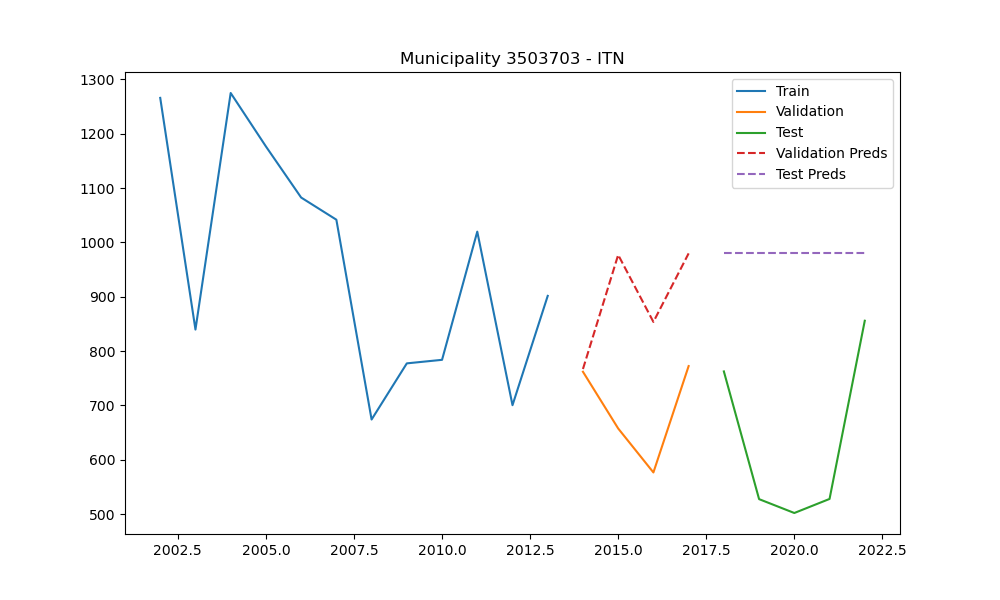 Municipality 3503703 - ITN
1300
1200
1100
1000
900
800
700
600
500
Train
Validation
Test
Validation Preds
Test Preds
2002.5 2005.0 2007.5 2010.0 2012.5 2015.0 2017.5 2020.0 2022.5